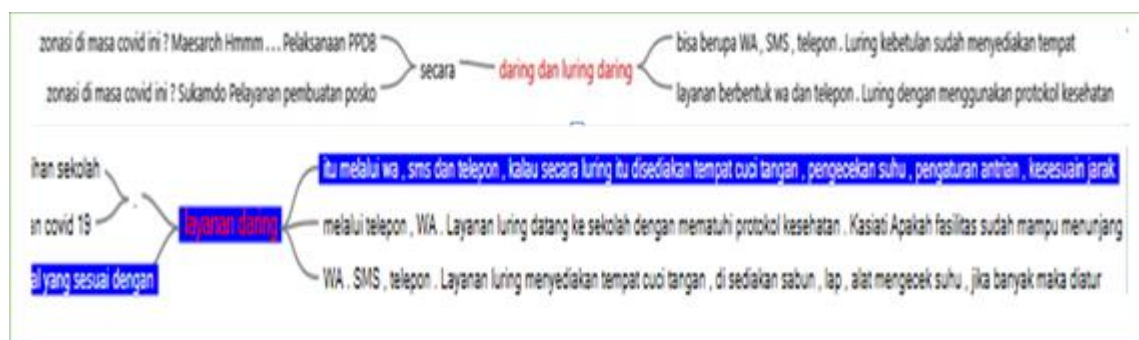 zonasi di masa covid ini ? Maesaroh Hmmm . . . Pelaksanaan PPDB
zonasi di masa covid ini ? Sukamdo Pelayanan pembuatan posko
secara
daring dan luring daring
bisa berupa WA , SMS , telepon . Luring kebetulan sudah menyediakan tempat
layanan berbentuk wa dan telepon . Luring dengan menggunakan protokol kesehatan
ihan sekolah
an covid 19
al yang sesuai dengan
.
layanan daring
itu melalui wa , sms dan telepon , kalau secara luring itu disediakan tempat cuci tangan , pengecekan suhu , pengaturan antrian , kesesuain jarak
melalui telepon , WA . Layanan luring datang ke sekolah dengan mematuhi protokol kesehatan . Kasiati Apakah fasilitas sudah mampu menunjang
WA . SMS , telepon . Layanan luring menyediakan tempat cuci tangan , di sediakan sabun , lap , alat mengecek suhu , jika banyak maka diatur